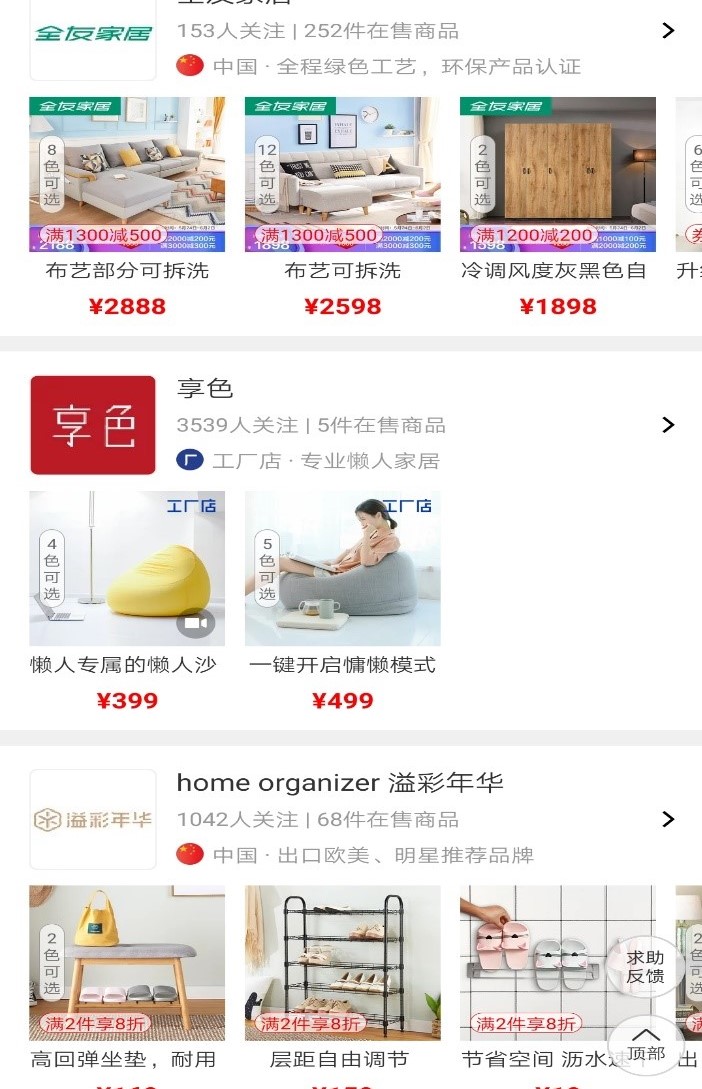 全友家居
全友家居
153人关注 | 252件在售商品
中国 · 全程绿色工艺，环保产品认证
全友家居
全友家居
全友家居
8色可选
12色可选
2色可选
满1300减500
满1300减500
满1200减200
布艺部分可拆洗
布艺可拆洗
冷调风度灰黑色自
¥2888
¥2598
¥1898
享色
享色
3539人关注 | 5件在售商品
厂 工厂店 · 专业懒人家居
工厂店
工厂店
4色可选
5色可选
懒人专属的懒人沙
一键开启慵懒模式
¥399
¥499
溢彩年华
home organizer 溢彩年华
1042人关注 | 68件在售商品
中国 · 出口欧美、明星推荐品牌
2色可选
满2件享8折
满2件享8折
满2件享8折
求助
反馈
顶部
高回弹坐垫，耐用
层距自由调节
节省空间 沥水速干
出